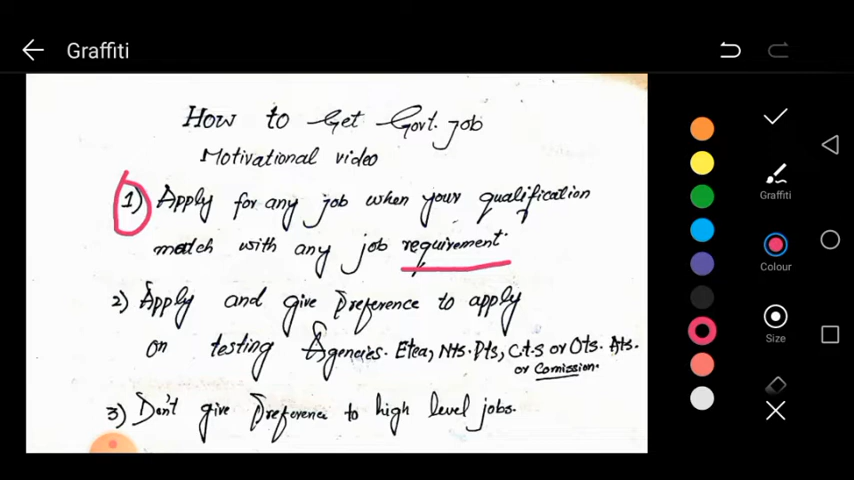 Graffiti
How to Get Govt. job
Motivational video
1) Apply for any job when your qualification
match with any job requirement.
2) Apply and give Preference to apply
on testing Agencies. Etea, Nts. Pts, C.t.S or Ots. Ats.
or Comission.
3) Don't give Preference to high level jobs.
Graffiti
Colour
Size